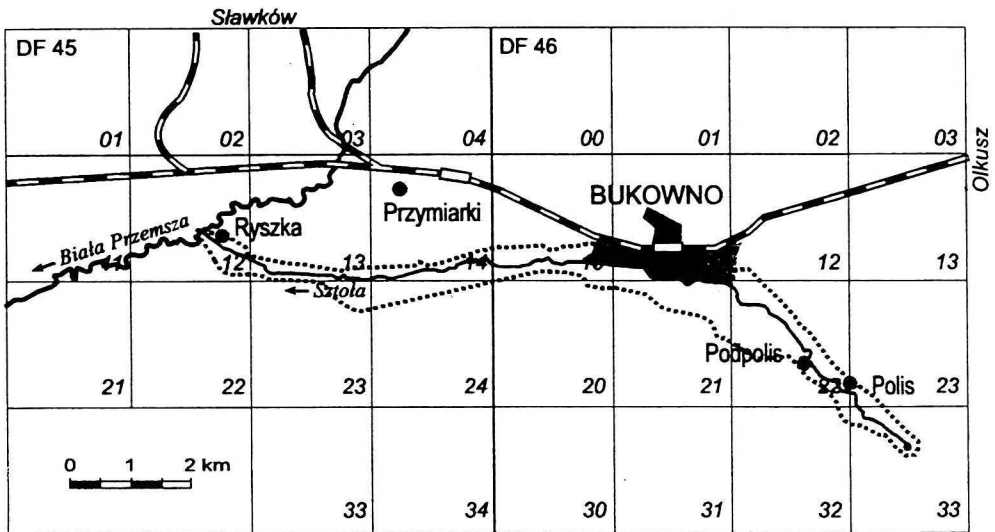 Sławków
DF 45
DF 46
01 02 03 04 00 01 02 03
Olkusz
BUKOWNO
Przymiarki
Ryszka
Biała Przemsza
11 12 13 14 10 12 13
Sztoła
Podpolis
Polis
21 22 23 24 20 21 22 23
0 1 2 km
33 34 30 31 32 33